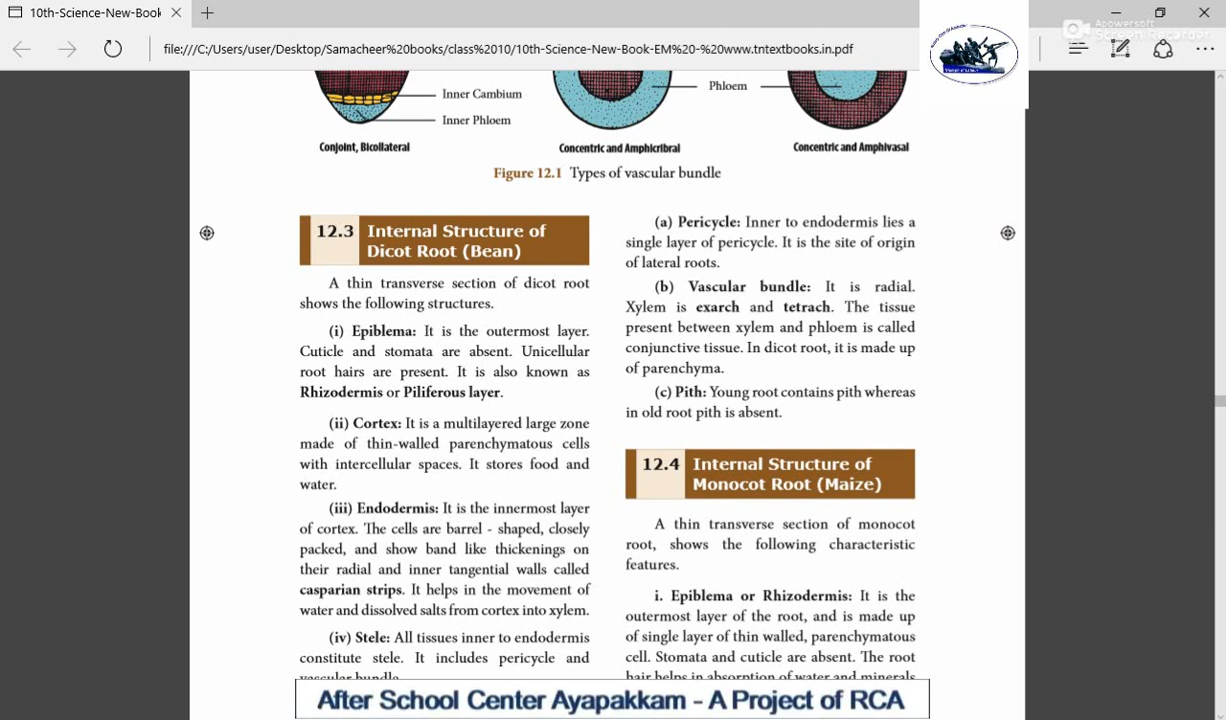 10th-Science-New-Book
Apowersoft
Screen Recorder
file:///C:/Users/user/Desktop/Samacheer%20books/class%2010/10th-Science-New-Book-EM%20-%20www.tntextbooks.in.pdf
Inner Cambium
Phloem
Inner Phloem
Conjoint, Bicollateral
Concentric and Amphicribral
Concentric and Amphivasal
Figure 12.1 Types of vascular bundle
12.3 Internal Structure of
Dicot Root (Bean)
A thin transverse section of dicot root
shows the following structures.
(i) Epiblema: It is the outermost layer.
Cuticle and stomata are absent. Unicellular
root hairs are present. It is also known as
Rhizodermis or Piliferous layer.
(ii) Cortex: It is a multilayered large zone
made of thin-walled parenchymatous cells
with intercellular spaces. It stores food and
water.
(iii) Endodermis: It is the innermost layer
of cortex. The cells are barrel - shaped, closely
packed, and show band like thickenings on
their radial and inner tangential walls called
casparian strips. It helps in the movement of
water and dissolved salts from cortex into xylem.
(iv) Stele: All tissues inner to endodermis
constitute stele. It includes pericycle and
vascular bundle.
(a) Pericycle: Inner to endodermis lies a
single layer of pericycle. It is the site of origin
of lateral roots.
(b) Vascular bundle: It is radial.
Xylem is exarch and tetrach. The tissue
present between xylem and phloem is called
conjunctive tissue. In dicot root, it is made up
of parenchyma.
(c) Pith: Young root contains pith whereas
in old root pith is absent.
12.4 Internal Structure of
Monocot Root (Maize)
A thin transverse section of monocot
root, shows the following characteristic
features.
i. Epiblema or Rhizodermis: It is the
outermost layer of the root, and is made up
of single layer of thin walled, parenchymatous
cell. Stomata and cuticle are absent. The root
hair helps in absorption of water and minerals
After School Center Ayapakkam - A Project of RCA